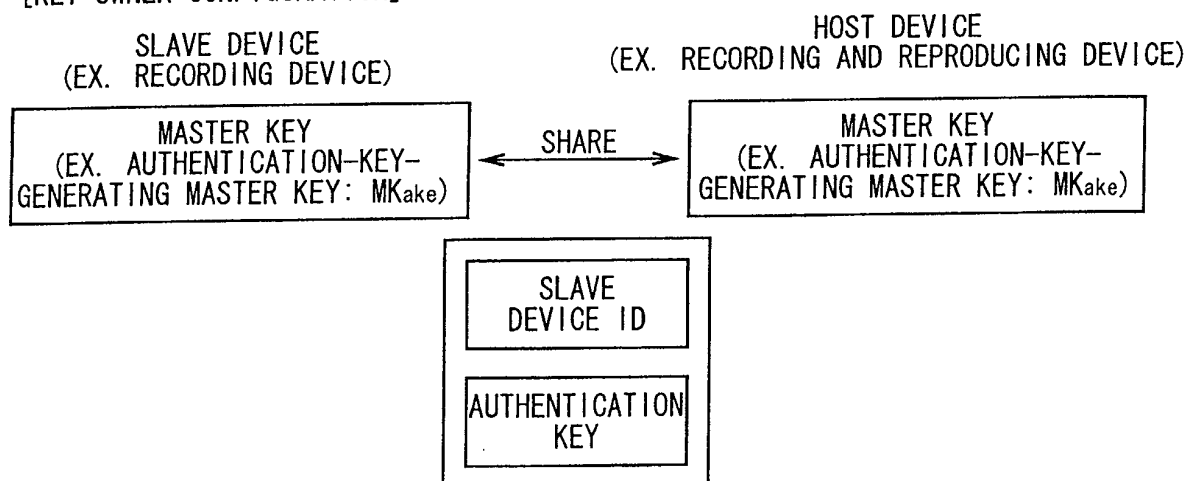 SLAVE DEVICE
(EX. RECORDING DEVICE)
HOST DEVICE
(EX. RECORDING AND REPRODUCING DEVICE)
MASTER KEY
(EX. AUTHENTICATION-KEY-
GENERATING MASTER KEY: MKake)
SHARE
MASTER KEY
(EX. AUTHENTICATION-KEY-
GENERATING MASTER KEY: MKake)
SLAVE
DEVICE ID
AUTHENTICATION
KEY